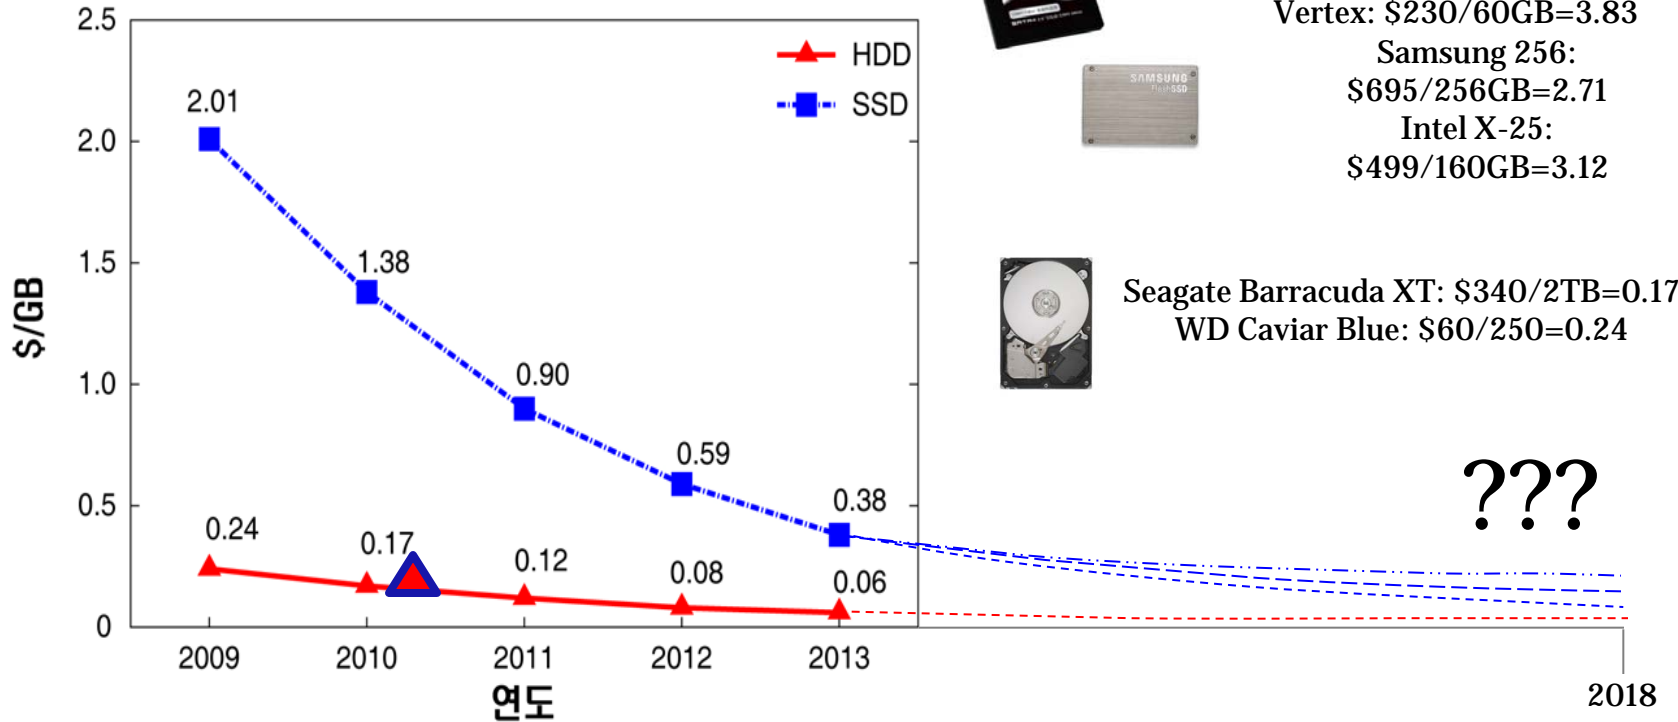 2.5
2.0
1.5
1.0
0.5
0
$/GB
2.01
1.38
0.90
0.59
0.38
0.24
0.17
0.12
0.08
0.06
HDD
SSD
2009
2010
2011
2012
2013
2018
연도
Vertex: $230/60GB=3.83
Samsung 256:
$695/256GB=2.71
Intel X-25:
$499/160GB=3.12
SAMSUNG
FlashSSD
Seagate Barracuda XT: $340/2TB=0.17
WD Caviar Blue: $60/250=0.24
???